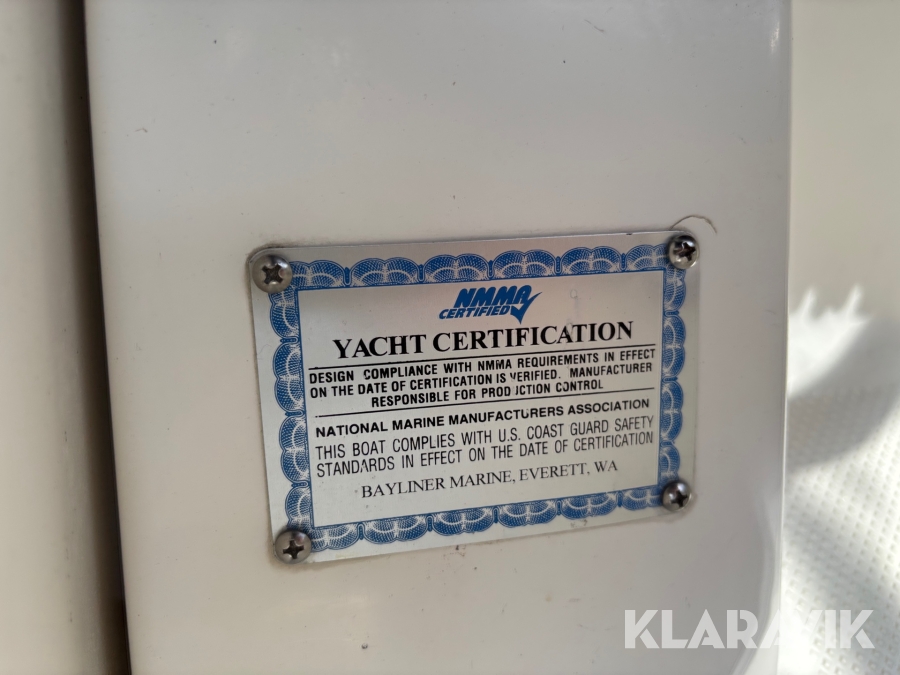 NMMA
CERTIFIED
YACHT CERTIFICATION
DESIGN COMPLIANCE WITH NMMA REQUIREMENTS IN EFFECT
ON THE DATE OF CERTIFICATION IS VERIFIED. MANUFACTURER
RESPONSIBLE FOR PRODUCTION CONTROL
NATIONAL MARINE MANUFACTURERS ASSOCIATION
THIS BOAT COMPLIES WITH U.S. COAST GUARD SAFETY
STANDARDS IN EFFECT ON THE DATE OF CERTIFICATION
BAYLINER MARINE, EVERETT, WA
KLARAVIK